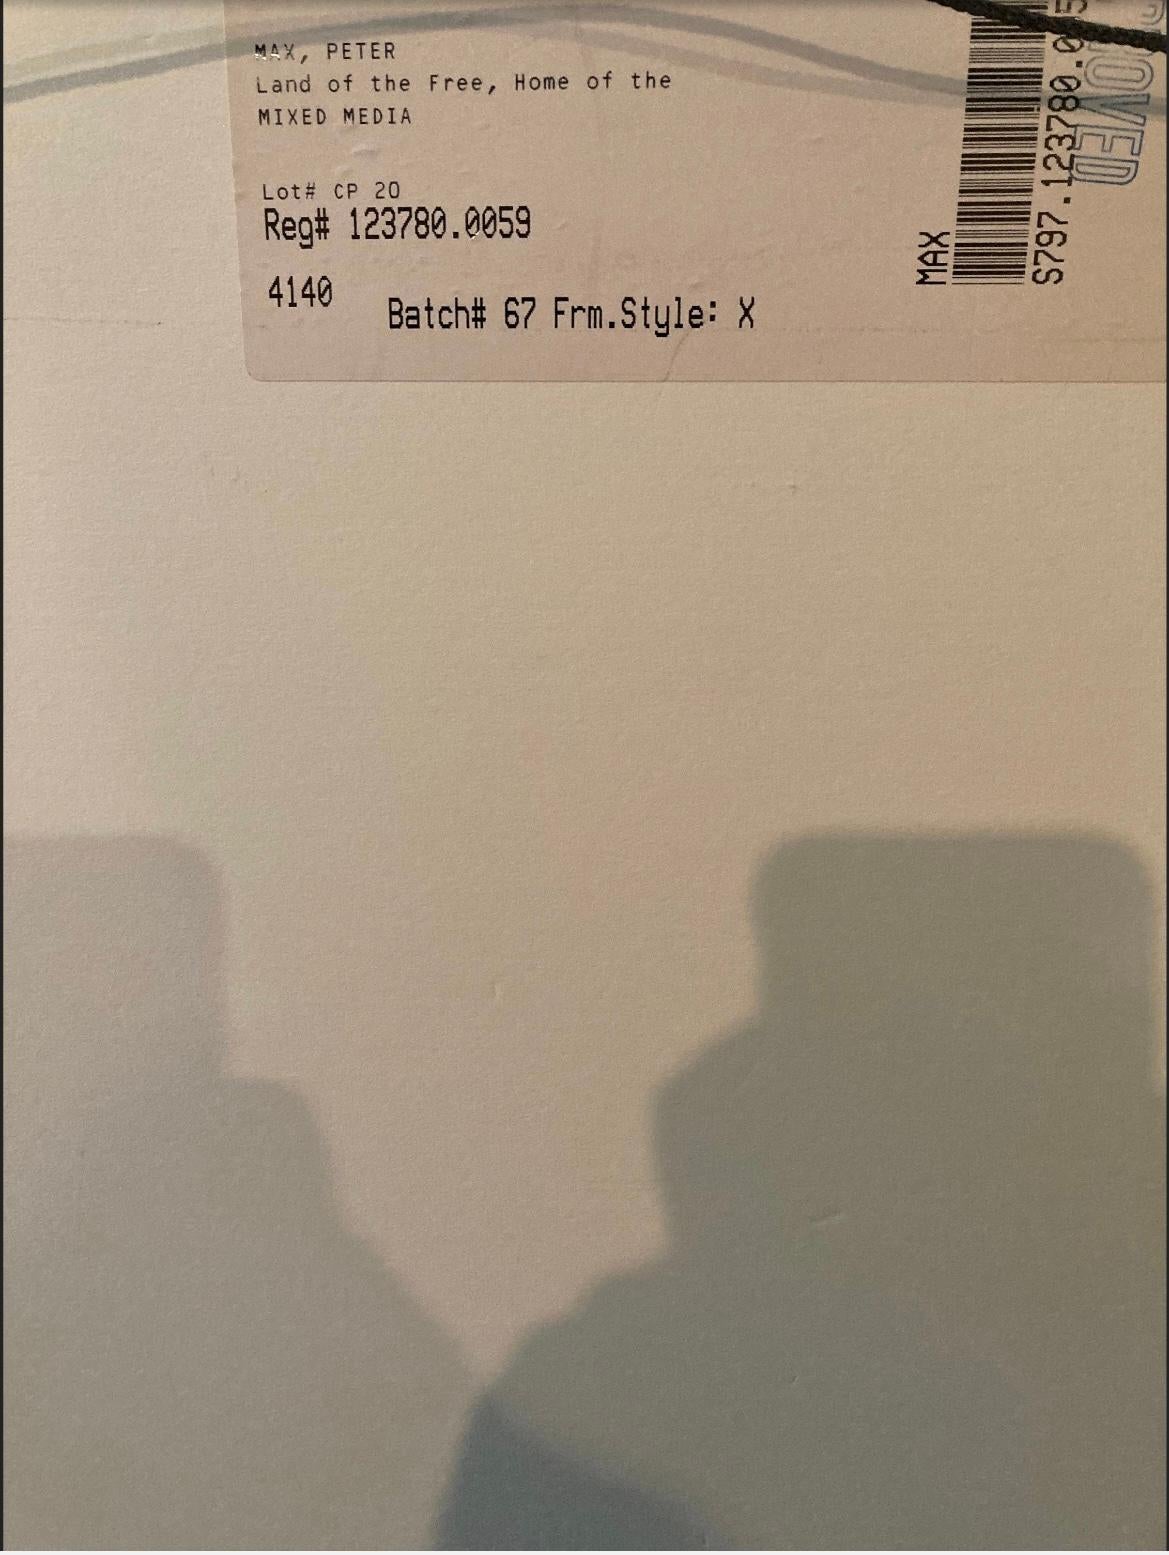 MAX, PETER
Land of the Free, Home of the
MIXED MEDIA
Lot# CP 20
Reg# 123780.0059
4140
Batch# 67 Frm.Style: X
MAX
S797.123780.05